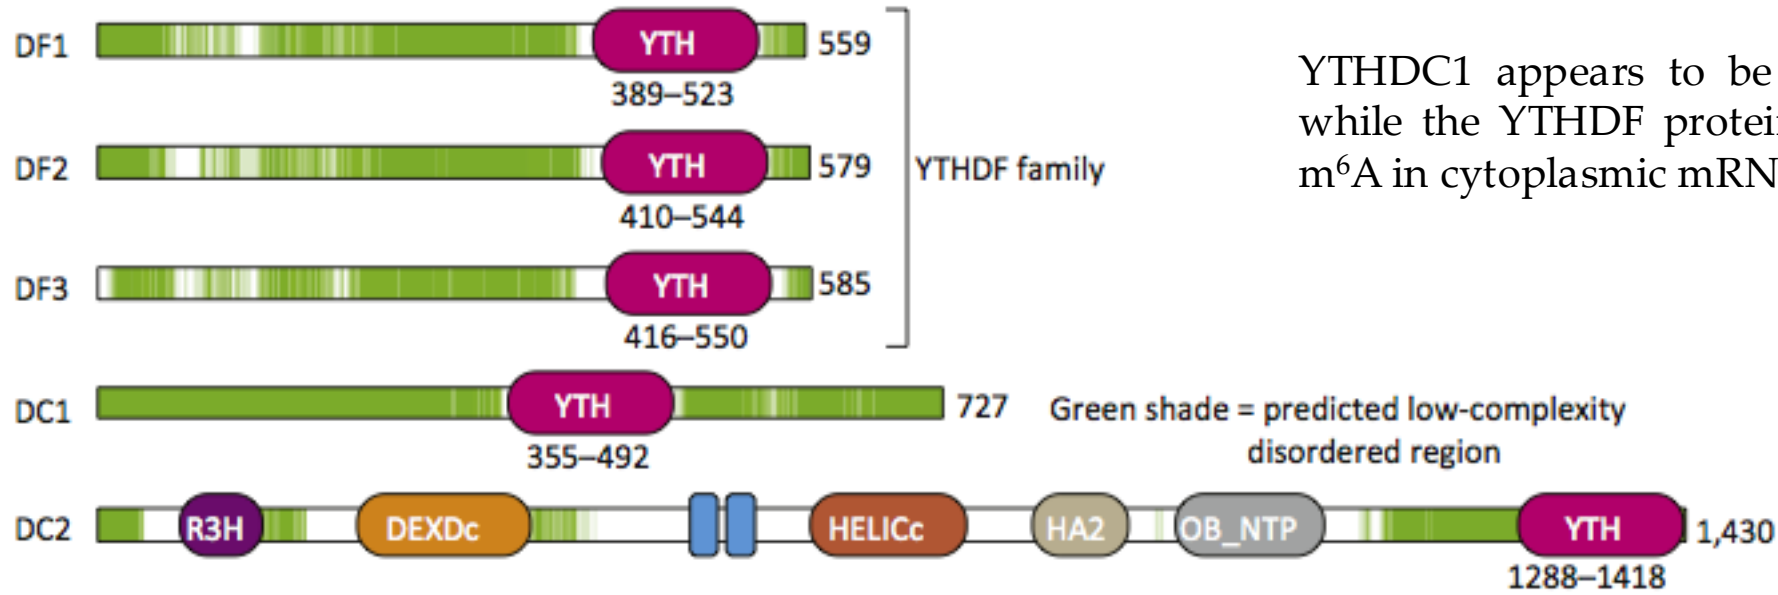 DF1 YTH 559
389–523
DF2 YTH 579
410–544
DF3 YTH 585
416–550
YTHDF family
YTHDC1 appears to be
while the YTHDF protein
m⁶A in cytoplasmic mRN
DC1 YTH 727
355–492
Green shade = predicted low-complexity
disordered region
DC2 R3H DEXDc HELICc HA2 OB_NTP YTH 1,430
1288–1418